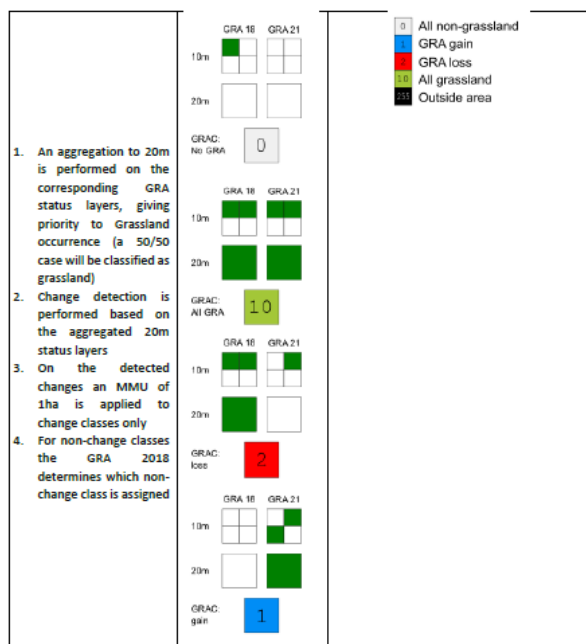 1. An aggregation to 20m
is performed on the
corresponding GRA
status layers, giving
priority to Grassland
occurrence (a 50/50
case will be classified as
grassland)
2. Change detection is
performed based on
the aggregated 20m
status layers
3. On the detected
changes an MMU of
1ha is applied to
change classes only
4. For non-change classes
the GRA 2018
determines which non-
change class is assigned
GRA 18 GRA 21
10m
20m
GRAC:
No GRA
0
GRA 18 GRA 21
10m
20m
GRAC:
All GRA
10
GRA 18 GRA 21
10m
20m
GRAC:
loss
2
GRA 18 GRA 21
10m
20m
GRAC:
gain
1
0 All non-grassland
1 GRA gain
2 GRA loss
10 All grassland
255 Outside area